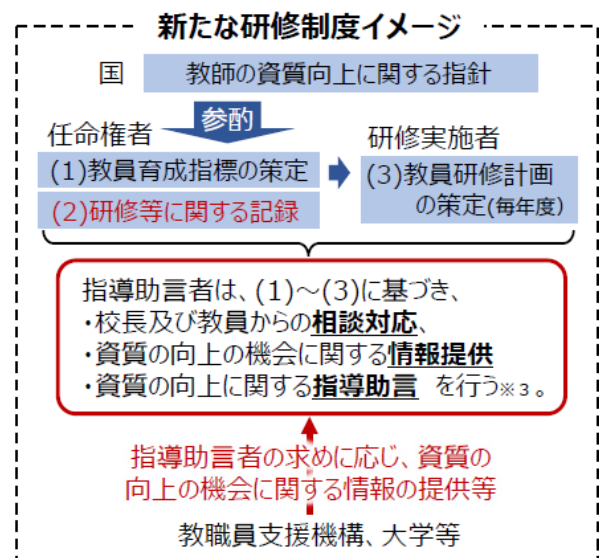 新たな研修制度イメージ
国
教師の資質向上に関する指針
参酌
任命権者
研修実施者
(1)教員育成指標の策定
(3)教員研修計画
の策定(毎年度)
(2)研修等に関する記録
指導助言者は、(1)～(3)に基づき、
・校長及び教員からの相談対応、
・資質の向上の機会に関する情報提供
・資質の向上に関する指導助言 を行う※3。
指導助言者の求めに応じ、資質の
向上の機会に関する情報の提供等
教職員支援機構、大学等